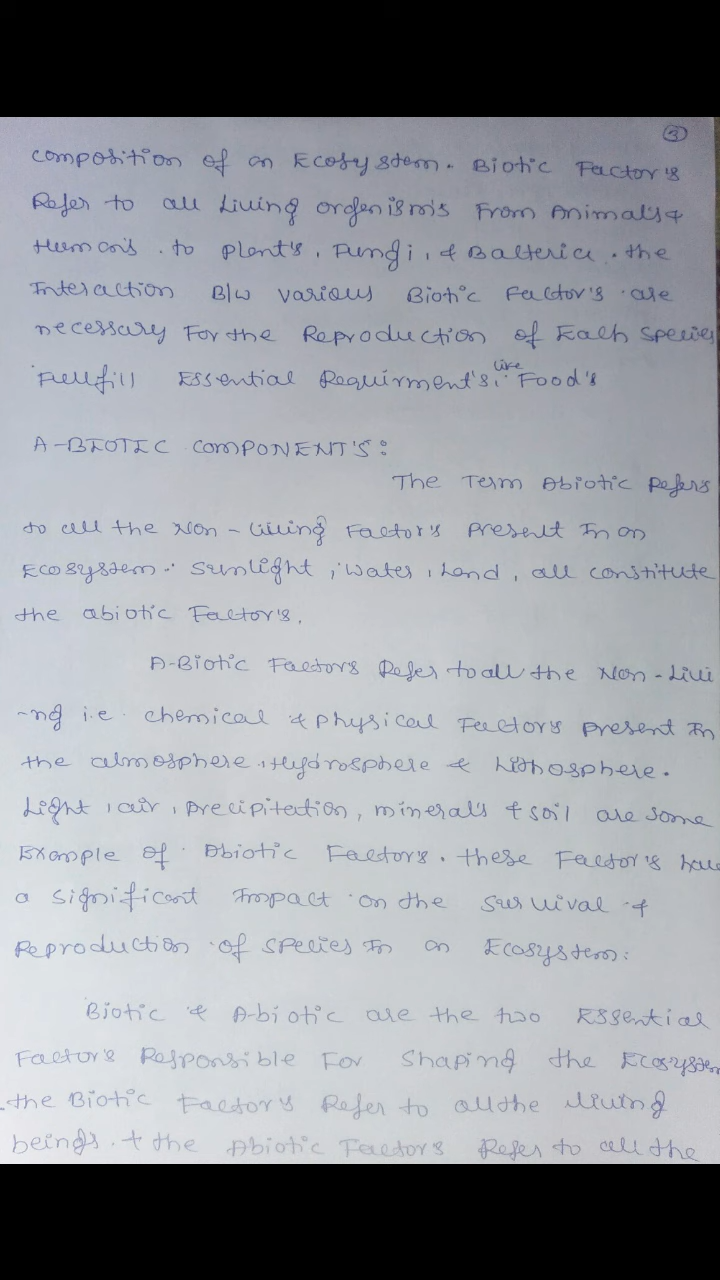 3
composition of an Ecosystem. Biotic Factor's
Refer to all Living orgenism's From Animal's &
Human's . to plant's, Fungi, & Bacteria . the
Interaction B/w various Biotic Factor's are
necessary For the Reproduction of Each species
Fullfill Essential Requirment's, like Food's
A-BIOTIC COMPONENT'S:
The Term Abiotic Refers
to all the Non-Living Factor's present In an
Ecosystem. Sunlight, Water, Land, all constitute
the abiotic Factor's.
A-Biotic Factors Refer to all the Non-Livi
-ng i.e. chemical & physical Factors present In
the atmosphere, Hydrosphere & Lithosphere.
Light, air, precipitation, mineral's & soil are some
Example of Abiotic Factors. these Factor's have
a significant Impact on the survival &
Reproduction of species In an Ecosystem:
Biotic & A-biotic are the two Essential
Factors Responsible For shaping the Ecosystem
.the Biotic Factors Refer to all the living
beings. & the Abiotic Factors Refer to all the